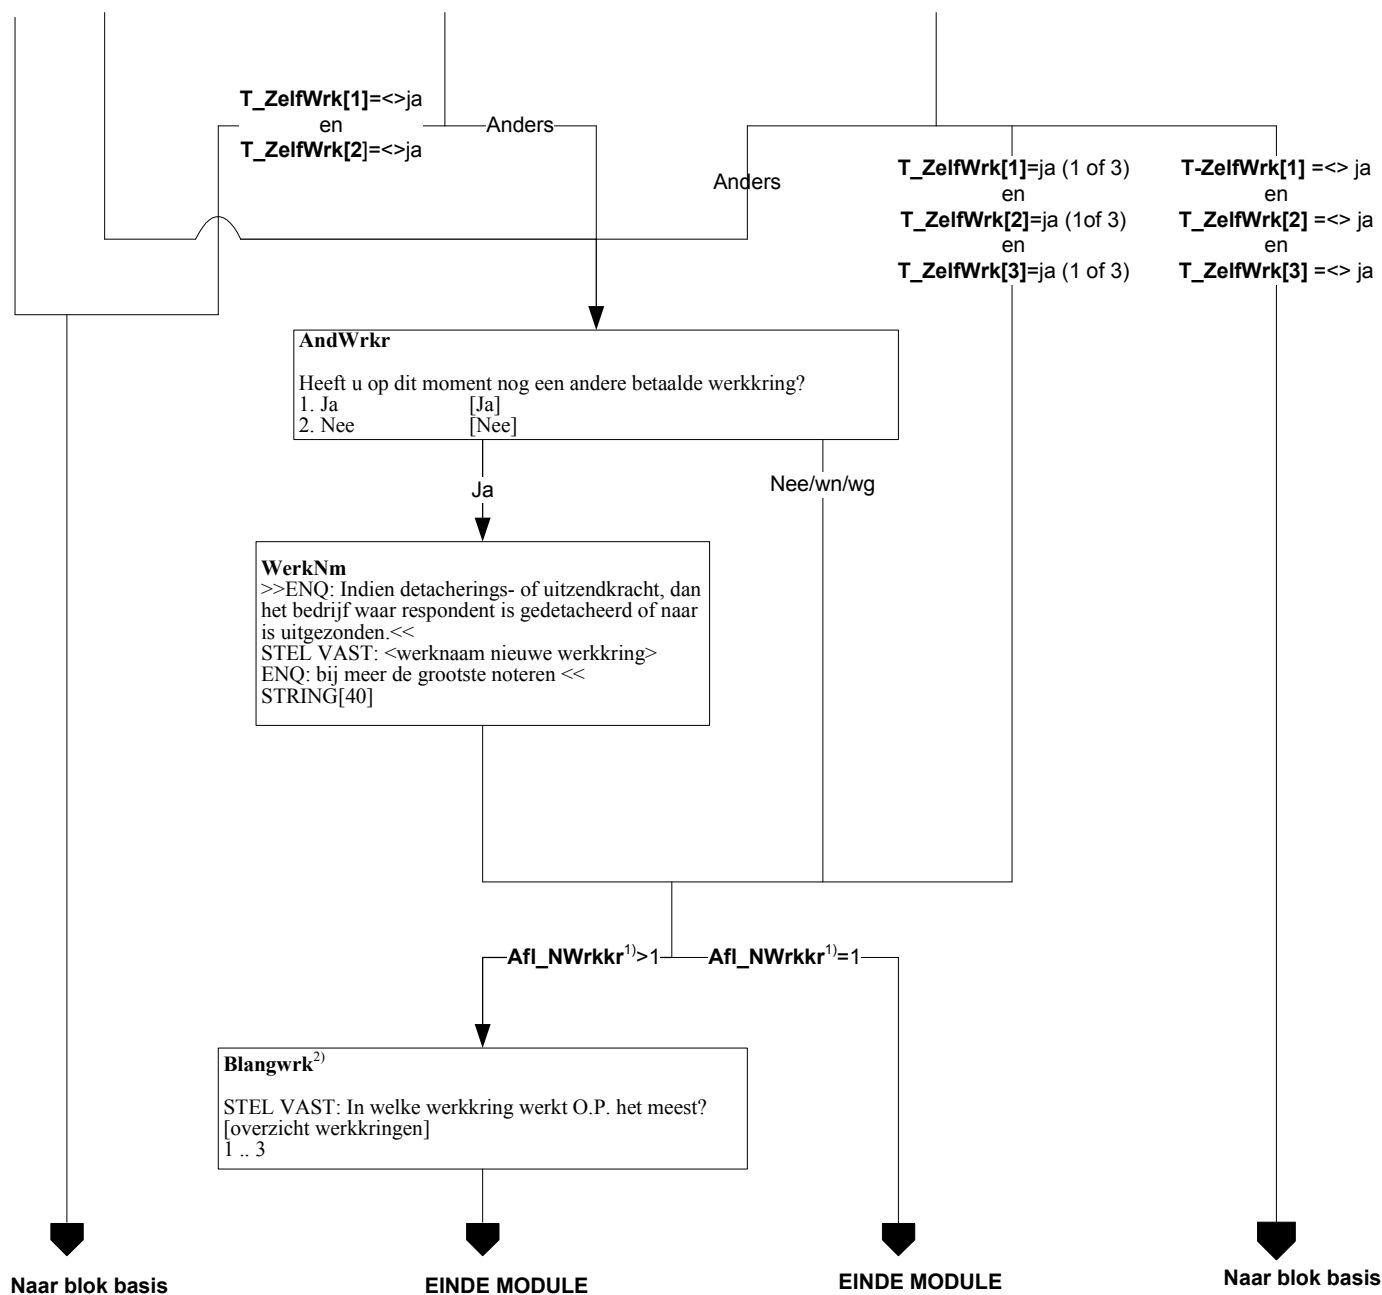 T_ZelfWrk[1]=<>ja
en
T_ZelfWrk[2]=<>ja
Anders
Anders
T_ZelfWrk[1]=ja (1 of 3)
en
T_ZelfWrk[2]=ja (1of 3)
en
T_ZelfWrk[3]=ja (1 of 3)
T-ZelfWrk[1] =<> ja
en
T_ZelfWrk[2] =<> ja
en
T_ZelfWrk[3] =<> ja
AndWrkr
Heeft u op dit moment nog een andere betaalde werkkring?
1. Ja [Ja]
2. Nee [Nee]
Ja
Nee/wn/wg
WerkNm
>>ENQ: Indien detacherings- of uitzendkracht, dan
het bedrijf waar respondent is gedetacheerd of naar
is uitgezonden.<<
STEL VAST: <werknaam nieuwe werkkring>
ENQ: bij meer de grootste noteren <<
STRING[40]
Afl_NWrkkr1)>1
Afl_NWrkkr1)=1
Blangwrk2)
STEL VAST: In welke werkkring werkt O.P. het meest?
[overzicht werkkringen]
1 .. 3
Naar blok basis
EINDE MODULE
EINDE MODULE
Naar blok basis